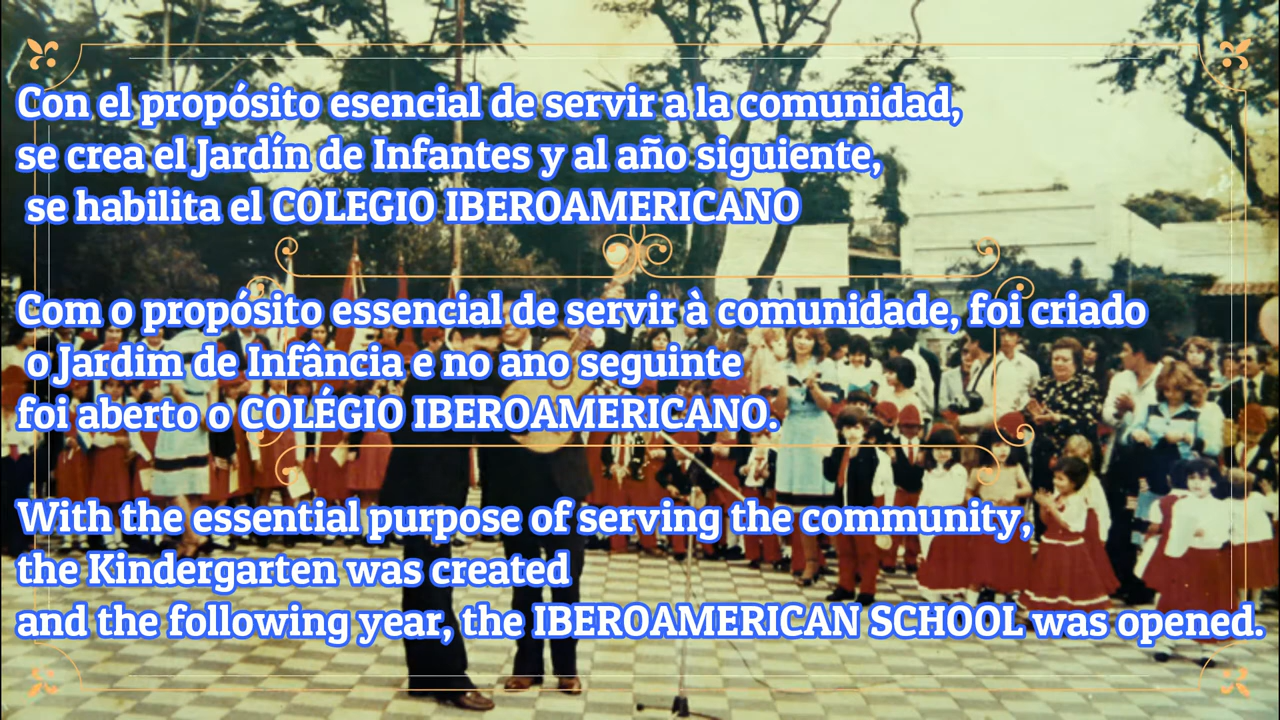 Con el propósito esencial de servir a la comunidad,
se crea el Jardín de Infantes y al año siguiente,
se habilita el COLEGIO IBEROAMERICANO
Com o propósito essencial de servir à comunidade, foi criado
o Jardim de Infância e no ano seguinte
foi aberto o COLÉGIO IBEROAMERICANO.
With the essential purpose of serving the community,
the Kindergarten was created
and the following year, the IBEROAMERICAN SCHOOL was opened.